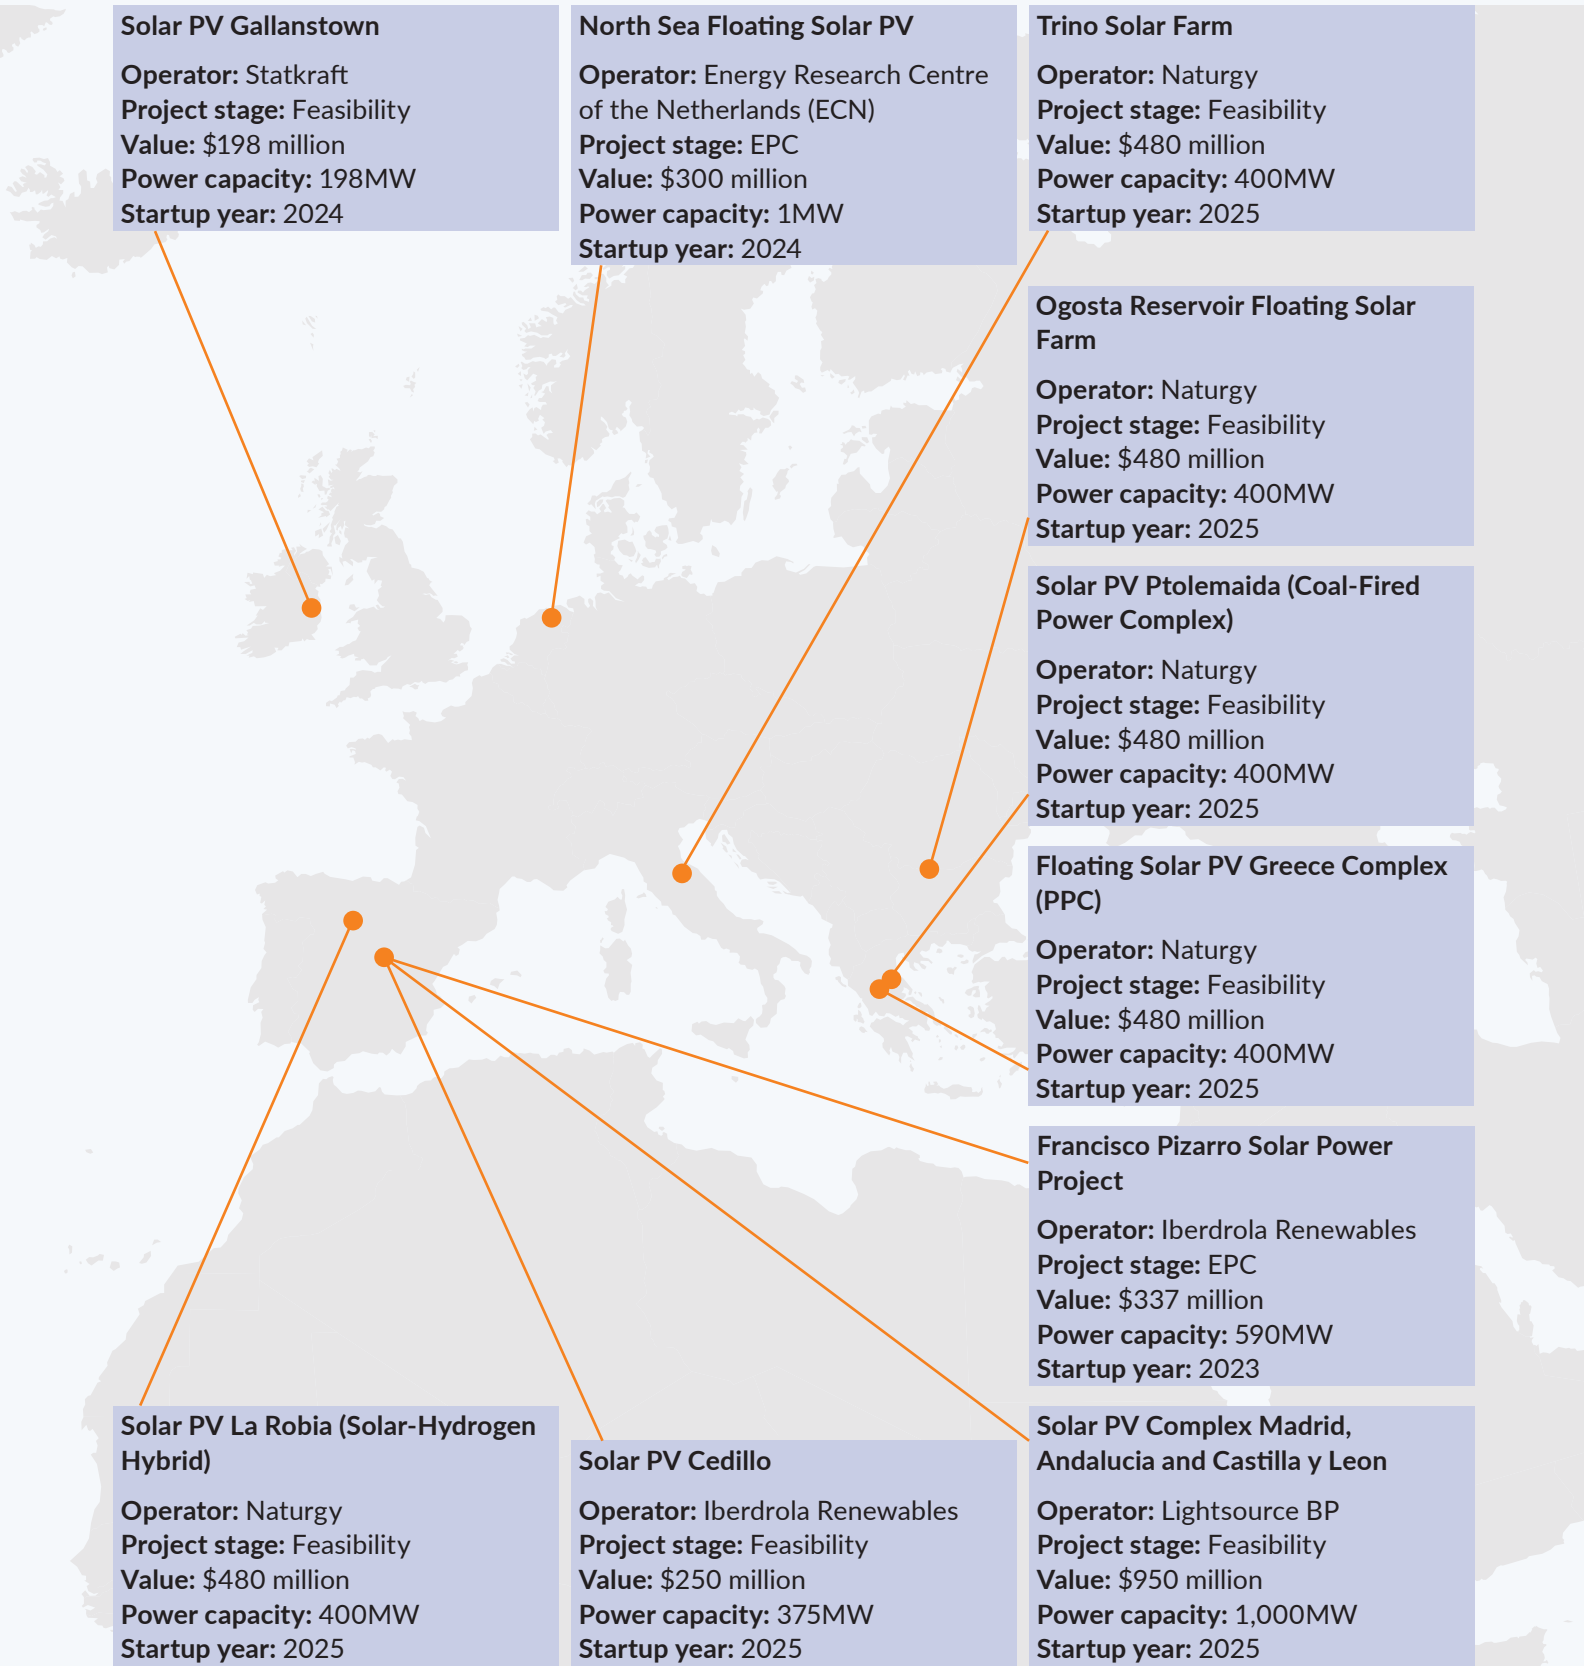 Solar PV Gallanstown
Operator: Statkraft
Project stage: Feasibility
Value: $198 million
Power capacity: 198MW
Startup year: 2024
North Sea Floating Solar PV
Operator: Energy Research Centre
of the Netherlands (ECN)
Project stage: EPC
Value: $300 million
Power capacity: 1MW
Startup year: 2024
Trino Solar Farm
Operator: Naturgy
Project stage: Feasibility
Value: $480 million
Power capacity: 400MW
Startup year: 2025
Ogosta Reservoir Floating Solar
Farm
Operator: Naturgy
Project stage: Feasibility
Value: $480 million
Power capacity: 400MW
Startup year: 2025
Solar PV Ptolemaida (Coal-Fired
Power Complex)
Operator: Naturgy
Project stage: Feasibility
Value: $480 million
Power capacity: 400MW
Startup year: 2025
Floating Solar PV Greece Complex
(PPC)
Operator: Naturgy
Project stage: Feasibility
Value: $480 million
Power capacity: 400MW
Startup year: 2025
Francisco Pizarro Solar Power
Project
Operator: Iberdrola Renewables
Project stage: EPC
Value: $337 million
Power capacity: 590MW
Startup year: 2023
Solar PV La Robia (Solar-Hydrogen
Hybrid)
Operator: Naturgy
Project stage: Feasibility
Value: $480 million
Power capacity: 400MW
Startup year: 2025
Solar PV Cedillo
Operator: Iberdrola Renewables
Project stage: Feasibility
Value: $250 million
Power capacity: 375MW
Startup year: 2025
Solar PV Complex Madrid,
Andalucia and Castilla y Leon
Operator: Lightsource BP
Project stage: Feasibility
Value: $950 million
Power capacity: 1,000MW
Startup year: 2025